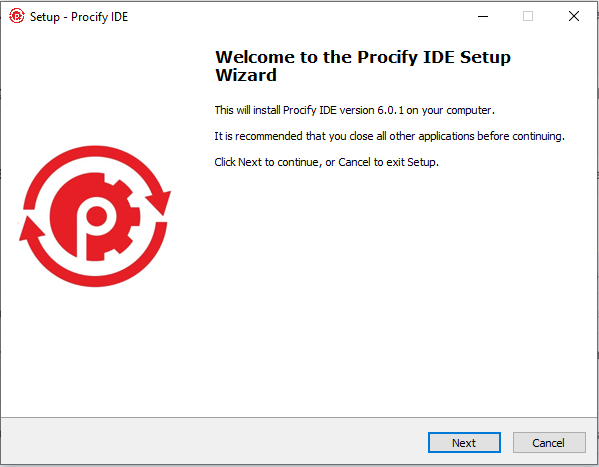 Setup - Procify IDE
Welcome to the Procify IDE Setup
Wizard
This will install Procify IDE version 6.0.1 on your computer.
It is recommended that you close all other applications before continuing.
Click Next to continue, or Cancel to exit Setup.
Next
Cancel